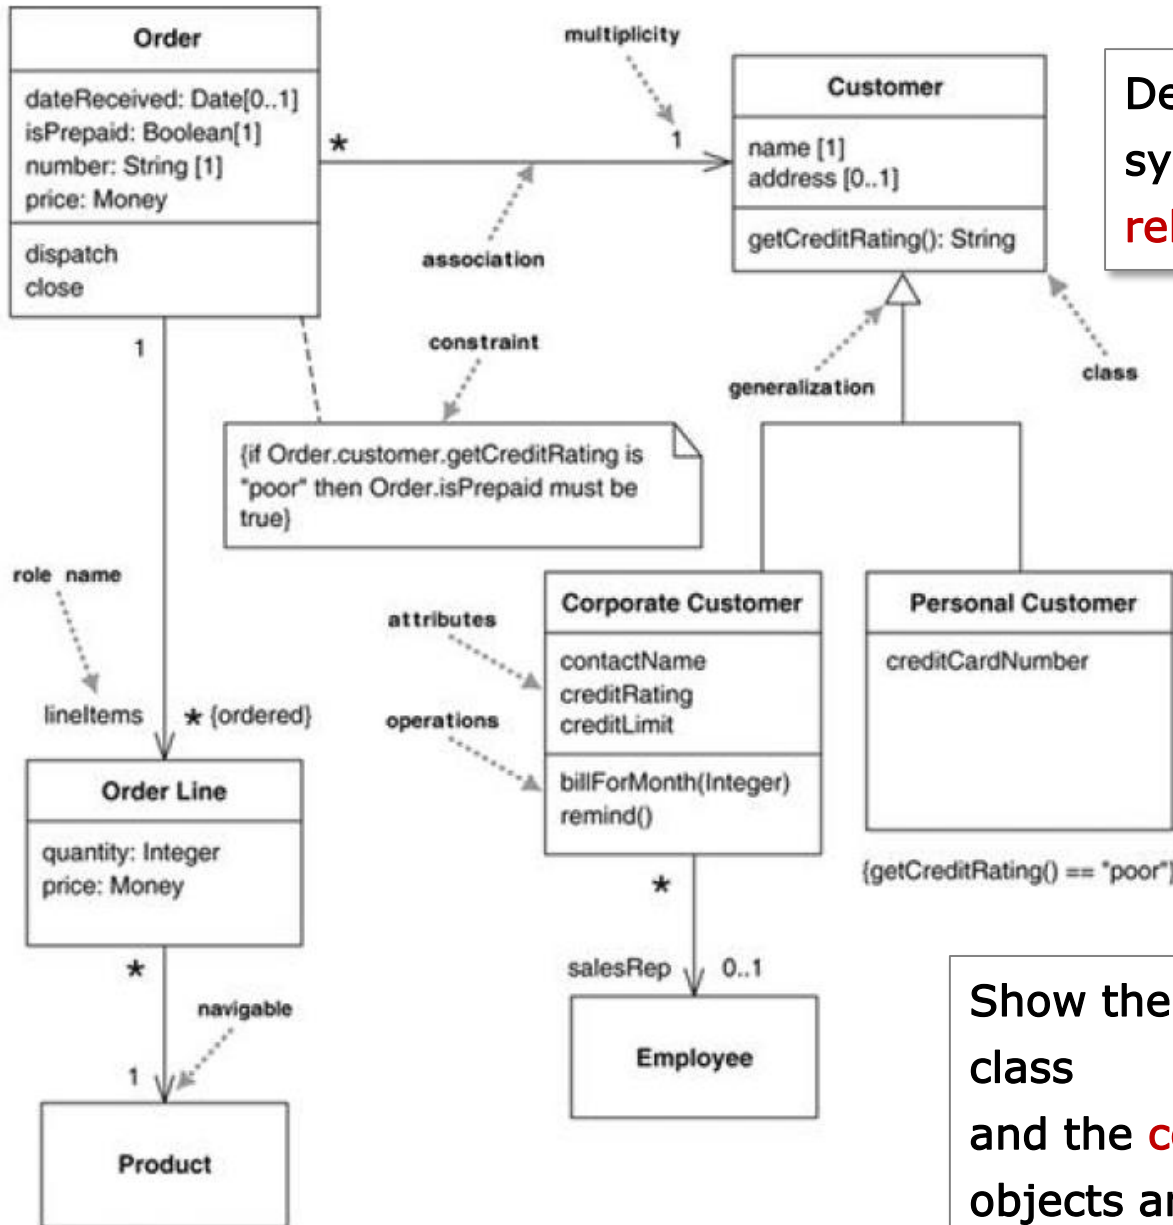 Order
dateReceived: Date[0..1]
isPrepaid: Boolean[1]
number: String [1]
price: Money
dispatch
close
multiplicity
* 1
association
Customer
name [1]
address [0..1]
getCreditRating(): String
class
generalization
constraint
{if Order.customer.getCreditRating is
"poor" then Order.isPrepaid must be
true}
1
role name
lineItems * {ordered}
Order Line
quantity: Integer
price: Money
*
navigable
1
Product
attributes
operations
Corporate Customer
contactName
creditRating
creditLimit
billForMonth(Integer)
remind()
*
salesRep 0..1
Employee
Personal Customer
creditCardNumber
{getCreditRating() == "poor"}
Show the
class
and the
objects